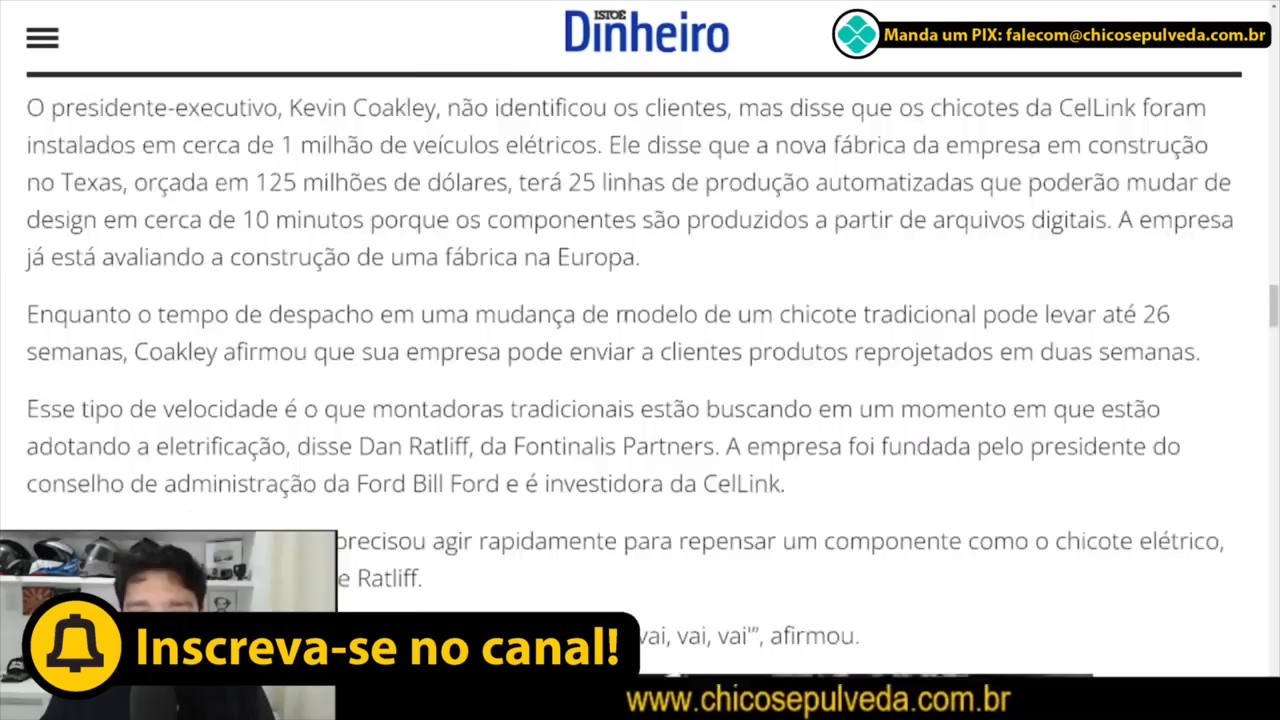 ISTOÉ
Dinheiro
Manda um PIX: falecom@chicosepulveda.com.br
O presidente-executivo, Kevin Coakley, não identificou os clientes, mas disse que os chicotes da CelLink foram
instalados em cerca de 1 milhão de veículos elétricos. Ele disse que a nova fábrica da empresa em construção
no Texas, orçada em 125 milhões de dólares, terá 25 linhas de produção automatizadas que poderão mudar de
design em cerca de 10 minutos porque os componentes são produzidos a partir de arquivos digitais. A empresa
já está avaliando a construção de uma fábrica na Europa.
Enquanto o tempo de despacho em uma mudança de modelo de um chicote tradicional pode levar até 26
semanas, Coakley afirmou que sua empresa pode enviar a clientes produtos reprojetados em duas semanas.
Esse tipo de velocidade é o que montadoras tradicionais estão buscando em um momento em que estão
adotando a eletrificação, disse Dan Ratliff, da Fontinalis Partners. A empresa foi fundada pelo presidente do
conselho de administração da Ford Bill Ford e é investidora da CelLink.
precisou agir rapidamente para repensar um componente como o chicote elétrico,
e Ratliff.
vai, vai, vai'", afirmou.
Inscreva-se no canal!
www.chicosepulveda.com.br